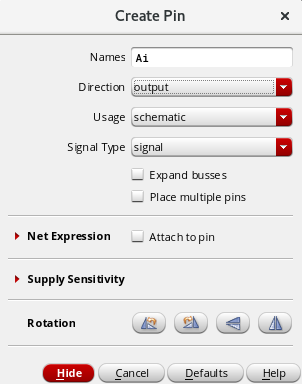 Create Pin
Names Ai
Direction output
Usage schematic
Signal Type signal
Expand busses
Place multiple pins
Net Expression Attach to pin
Supply Sensitivity
Rotation
Hide Cancel Defaults Help